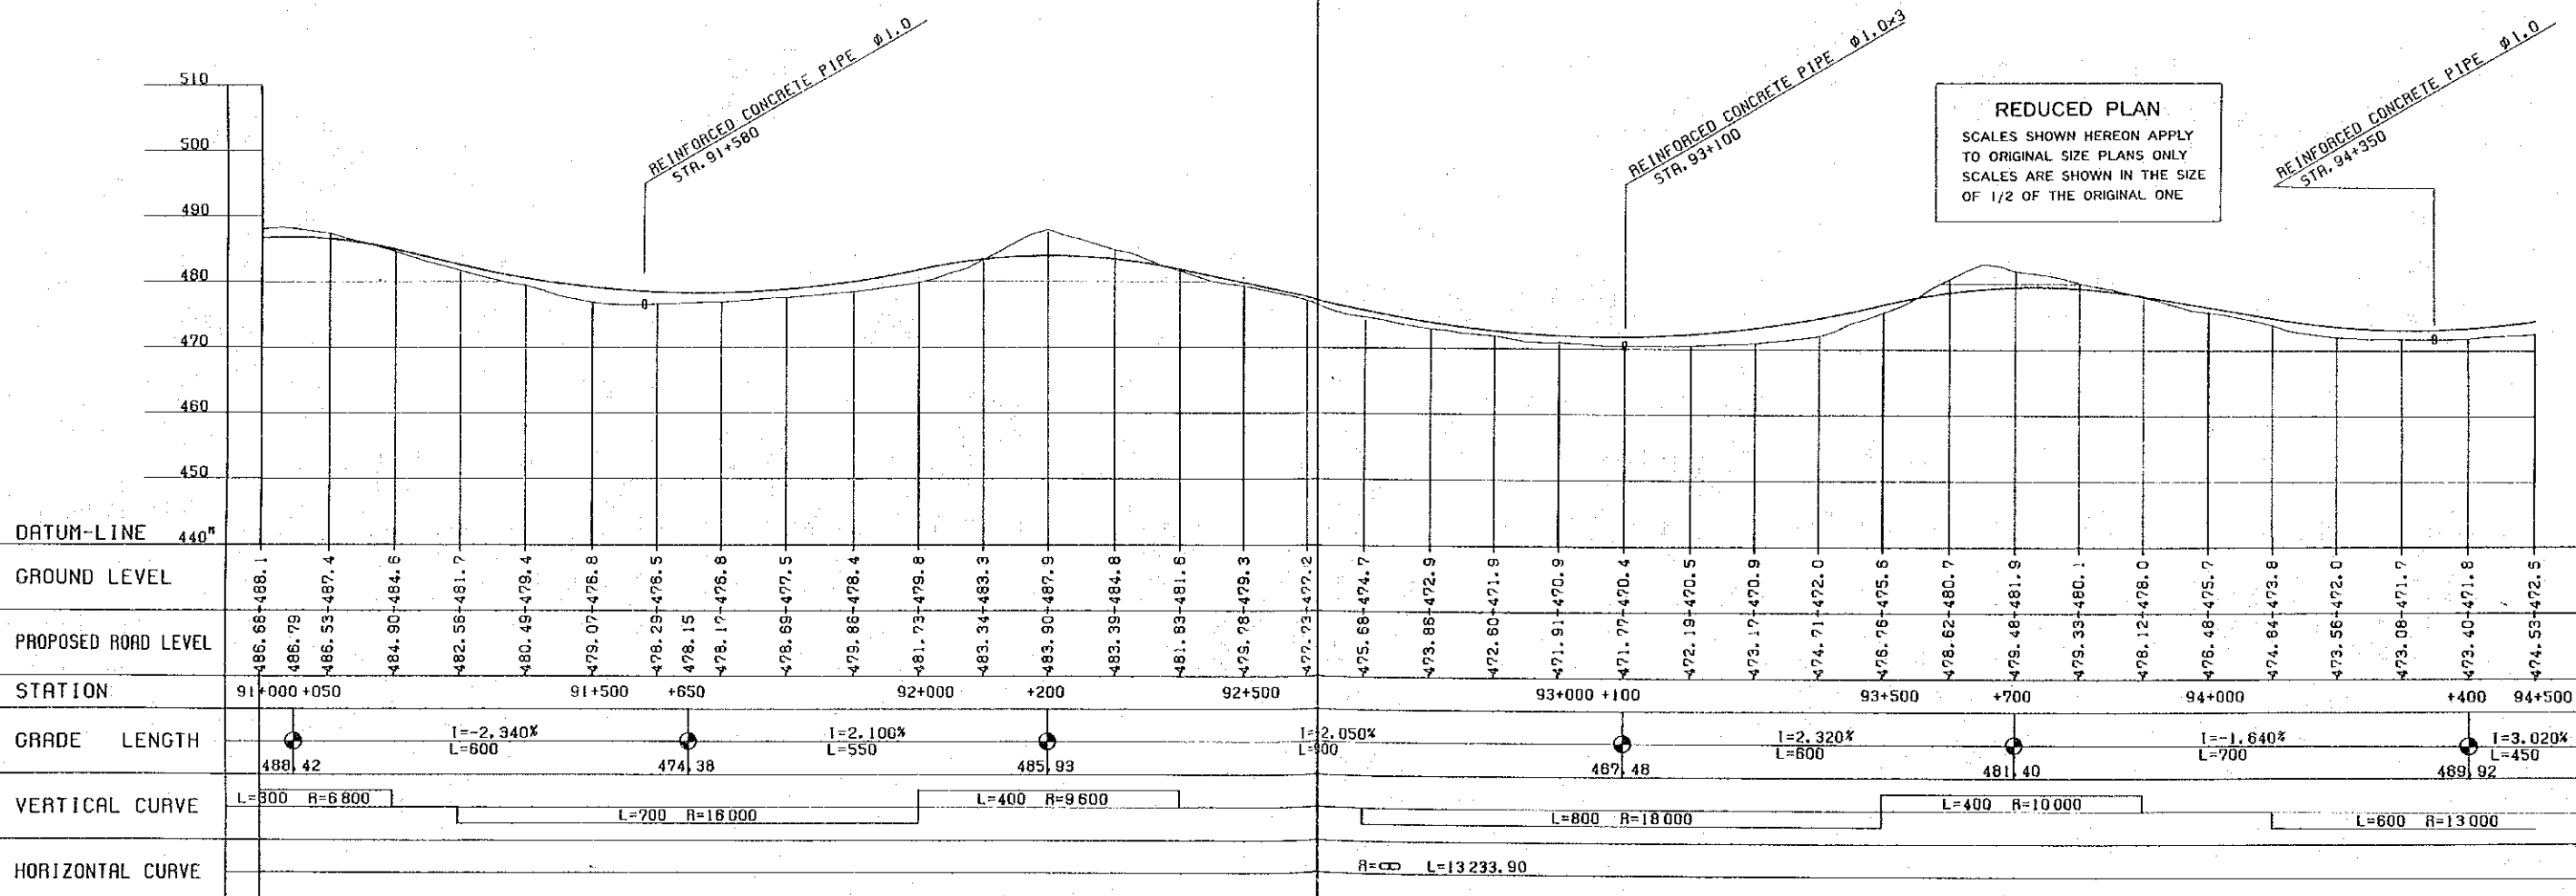 REINFORCED CONCRETE PIPE Ø1.0
STA.91+580
REINFORCED CONCRETE PIPE Ø1.0×3
STA.93+100
REINFORCED CONCRETE PIPE Ø1.0
STA.94+350
REDUCED PLAN
SCALES SHOWN HEREON APPLY
TO ORIGINAL SIZE PLANS ONLY
SCALES ARE SHOWN IN THE SIZE
OF 1/2 OF THE ORIGINAL ONE
510
500
490
480
470
460
450
DATUM-LINE 440ᴹ
GROUND LEVEL 488.1 487.4 484.6 481.7 479.4 476.8 476.5 476.8 477.5 478.4 479.8 483.3 487.9 484.8 481.6 479.3 477.2 474.7 472.9 471.9 470.9 470.4 470.5 470.9 472.0 475.6 480.7 481.9 480.1 478.0 475.7 473.8 472.0 471.7 471.8 472.5
PROPOSED ROAD LEVEL 486.68 486.79 486.53 484.90 482.56 480.49 479.07 478.29 478.15 478.17 478.69 479.86 481.73 483.34 483.90 483.39 481.83 479.78 477.73 475.68 473.86 472.60 471.91 471.77 472.19 473.17 474.71 476.76 478.62 479.48 479.33 478.12 476.48 474.84 473.56 473.08 473.40 474.53
STATION 91+000 +050 91+500 +650 92+000 +200 92+500 93+000 +100 93+500 +700 94+000 +400 94+500
GRADE LENGTH
I=-2.340% I=2.100% I=-2.050% I=2.320% I=-1.640% I=3.020%
L=600 L=550 L=900 L=600 L=700 L=450
488.42 474.38 485.93 467.48 481.40 469.92
VERTICAL CURVE
L=300 R=6800 L=700 R=16000 L=400 R=9600 L=800 R=18000 L=400 R=10000 L=600 R=13000
HORIZONTAL CURVE R=∞ L=13233.90